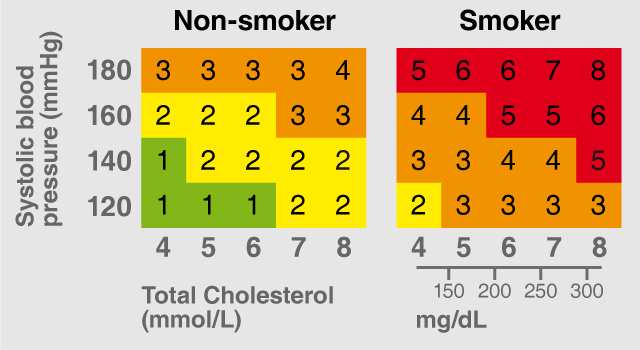 Non-smoker Smoker
Systolic blood
pressure (mmHg)
180 3 3 3 3 4 5 6 6 7 8
160 2 2 2 3 3 4 4 5 5 6
140 1 2 2 2 2 3 3 4 4 5
120 1 1 1 2 2 2 3 3 3 3
4 5 6 7 8 4 5 6 7 8
150 200 250 300
Total Cholesterol
(mmol/L)
mg/dL